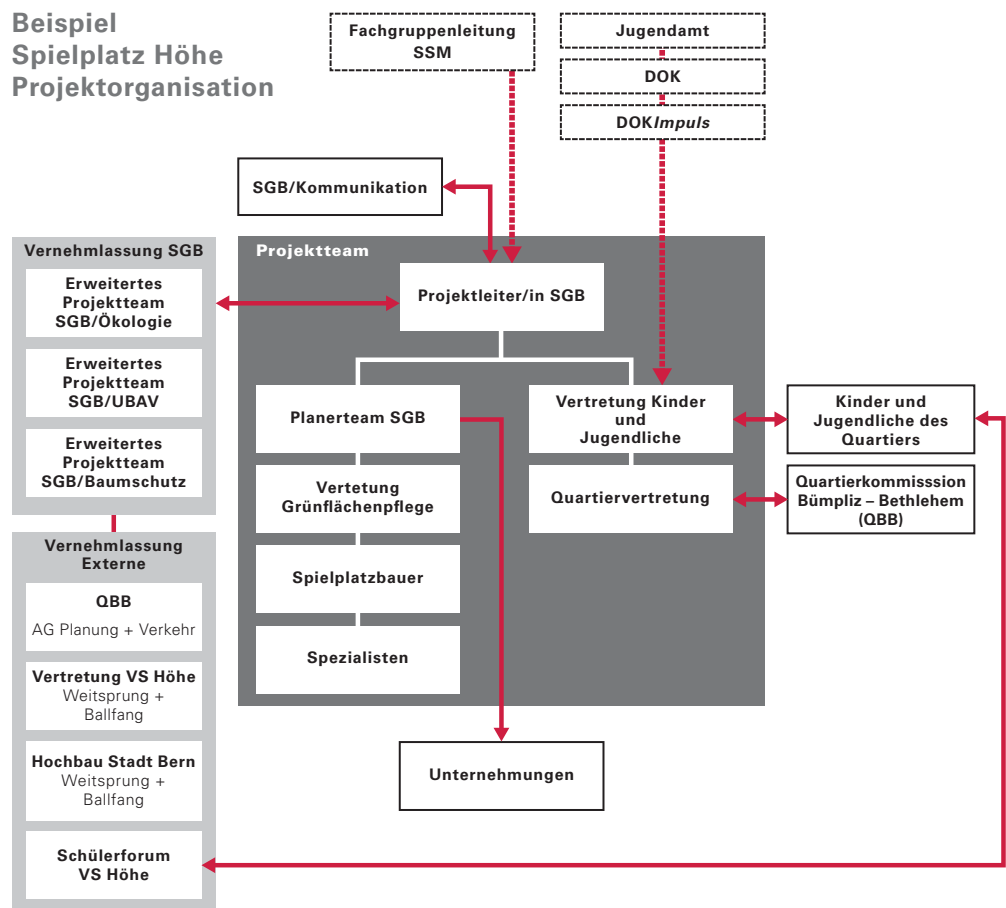 Beispiel
Spielplatz Höhe
Projektorganisation
Fachgruppenleitung
SSM
Jugendamt
DOK
DOKImpuls
SGB/Kommunikation
Vernehmlassung SGB
Erweitertes
Projektteam
SGB/Ökologie
Erweitertes
Projektteam
SGB/UBAV
Erweitertes
Projektteam
SGB/Baumschutz
Vernehmlassung
Externe
QBB
AG Planung + Verkehr
Vertretung VS Höhe
Weitsprung +
Ballfang
Hochbau Stadt Bern
Weitsprung +
Ballfang
Schülerforum
VS Höhe
Projektteam
Projektleiter/in SGB
Planerteam SGB
Vertetung
Grünflächenpflege
Spielplatzbauer
Spezialisten
Vertretung Kinder
und
Jugendliche
Quartiervertretung
Kinder und
Jugendliche des
Quartiers
Quartierkommisssion
Bümpliz – Bethlehem
(QBB)
Unternehmungen